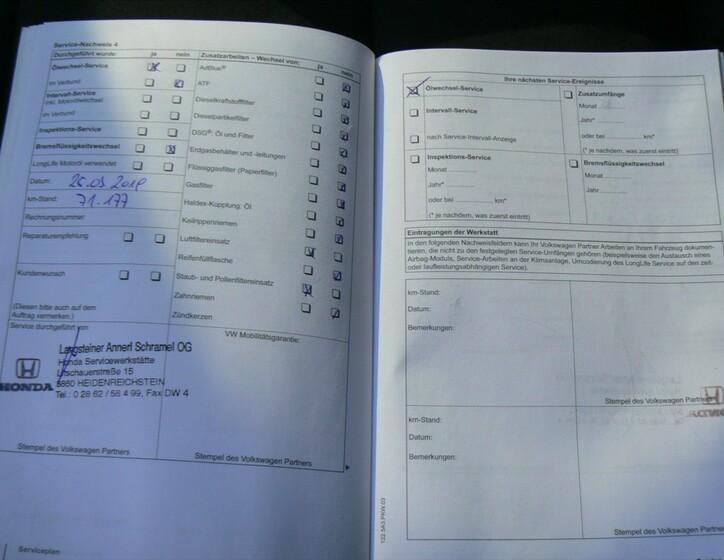 Service-Nachweis 4
Durchgeführt wurde: ja nein
Ölwechsel-Service
im Verbund
Intervall-Service
inkl. Motorölwechsel
im Verbund
Inspektions-Service
Bremsflüssigkeitswechsel
LongLife Motoröl verwendet
Datum:
km-Stand: 71.177
Rechnungsnummer:
Reparaturempfehlung
Kundenwunsch
(Diesen bitte auch auf dem
Auftrag vermerken.)
Zusatzarbeiten – Wechsel von: ja nein
AdBlue®
ATF
Dieselkraftstofffilter
Dieselpartikelfilter
DSG®: Öl und Filter
Erdgasbehälter und -leitungen
Flüssiggasfilter (Papierfilter)
Gasfilter
Haldex-Kupplung: Öl
Keilrippenriemen
Luftfiltereinsatz
Reifenfüllflasche
Staub- und Pollenfiltereinsatz
Zahnriemen
Zündkerzen
Service durchgeführt von:
Langsteiner Annerl Schramel OG
Honda Servicewerkstätte
Litschauerstraße 15
3860 HEIDENREICHSTEIN
Tel.: 0 28 62 / 58 4 99, Fax DW 4
HONDA
Stempel des Volkswagen Partners
VW Mobilitätsgarantie:
Stempel des Volkswagen Partners
Serviceplan
Ihre nächsten Service-Ereignisse
Ölwechsel-Service
Intervall-Service
nach Service-Intervall-Anzeige
Inspektions-Service
Monat
Jahr*
oder bei km*
(* je nachdem, was zuerst eintritt)
Zusatzumfänge
Monat
Jahr*
oder bei km*
(* je nachdem, was zuerst eintritt)
Bremsflüssigkeitswechsel
Monat
Jahr
Eintragungen der Werkstatt
In den folgenden Nachweisfeldern kann Ihr Volkswagen Partner Arbeiten an Ihrem Fahrzeug dokumen-
tieren, die nicht zu den festgelegten Service-Umfängen gehören (beispielsweise den Austausch eines
Airbag-Moduls, Service-Arbeiten an der Klimaanlage, Umcodierung des LongLife Service auf den zeit-
oder laufleistungsabhängigen Service).
km-Stand:
Datum:
Bemerkungen:
Stempel des Volkswagen Partners
km-Stand:
Datum:
Bemerkungen:
Stempel des Volkswagen Partners